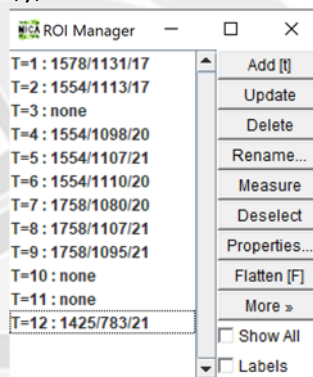 NICA ROI Manager
T=1 : 1578/1131/17
T=2 : 1554/1113/17
T=3 : none
T=4 : 1554/1098/20
T=5 : 1554/1107/21
T=6 : 1554/1110/20
T=7 : 1758/1080/20
T=8 : 1758/1107/21
T=9 : 1758/1095/21
T=10 : none
T=11 : none
T=12 : 1425/783/21
Add [t]
Update
Delete
Rename...
Measure
Deselect
Properties...
Flatten [F]
More »
Show All
Labels